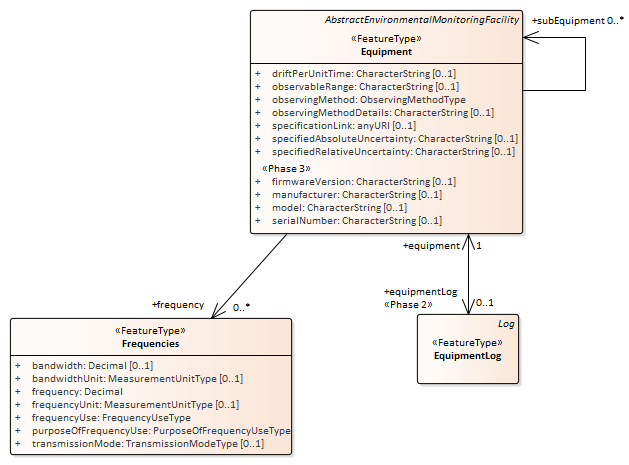 AbstractEnvironmentalMonitoringFacility
«FeatureType»
Equipment
+ driftPerUnitTime: CharacterString [0..1]
+ observableRange: CharacterString [0..1]
+ observingMethod: ObservingMethodType
+ observingMethodDetails: CharacterString [0..1]
+ specificationLink: anyURI [0..1]
+ specifiedAbsoluteUncertainty: CharacterString [0..1]
+ specifiedRelativeUncertainty: CharacterString [0..1]
«Phase 3»
+ firmwareVersion: CharacterString [0..1]
+ manufacturer: CharacterString [0..1]
+ model: CharacterString [0..1]
+ serialNumber: CharacterString [0..1]
+subEquipment 0..*
+equipment 1
+equipmentLog
«Phase 2» 0..1
+frequency 0..*
«FeatureType»
Frequencies
+ bandwidth: Decimal [0..1]
+ bandwidthUnit: MeasurementUnitType [0..1]
+ frequency: Decimal
+ frequencyUnit: MeasurementUnitType [0..1]
+ frequencyUse: FrequencyUseType
+ purposeOfFrequencyUse: PurposeOfFrequencyUseType
+ transmissionMode: TransmissionModeType [0..1]
Log
«FeatureType»
EquipmentLog